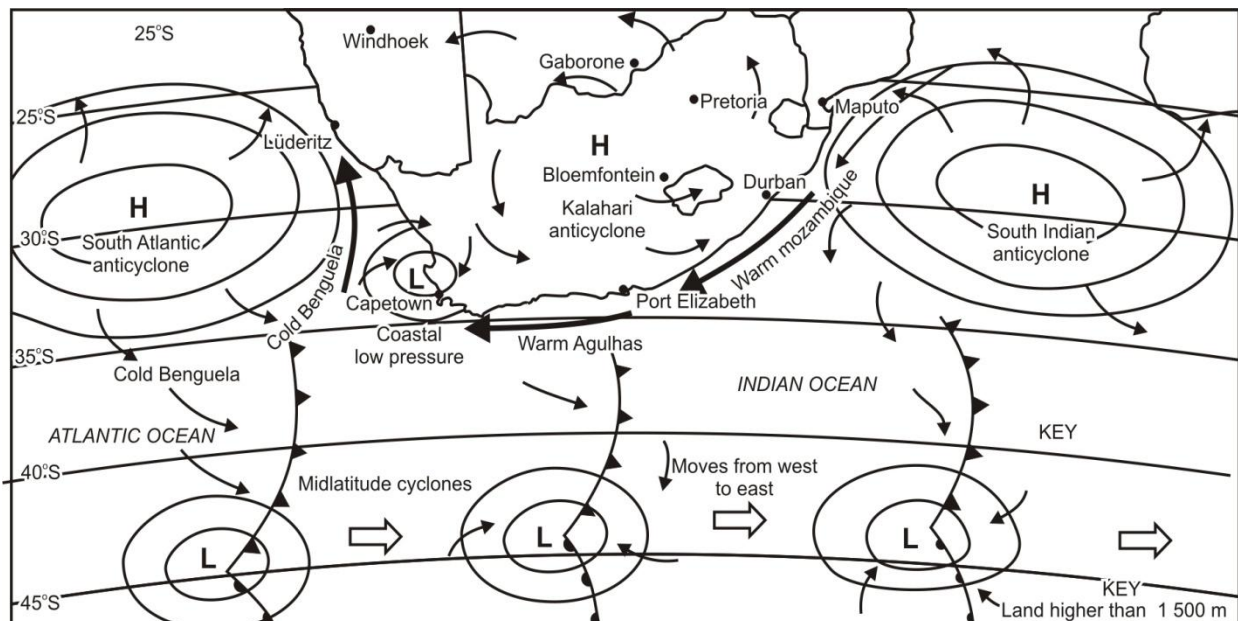 25°S
Windhoek
Gaborone
Pretoria
Maputo
25°S
Lüderitz
H
Bloemfontein
Durban
H
South Atlantic
anticyclone
Kalahari
anticyclone
H
South Indian
anticyclone
30°S
Cold Benguela
L
Capetown
Coastal
low pressure
Port Elizabeth
Warm mozambique
Warm Agulhas
35°S
Cold Benguela
INDIAN OCEAN
ATLANTIC OCEAN
KEY
40°S
Midlatitude cyclones
Moves from west
to east
L
L
L
45°S
KEY
Land higher than 1 500 m